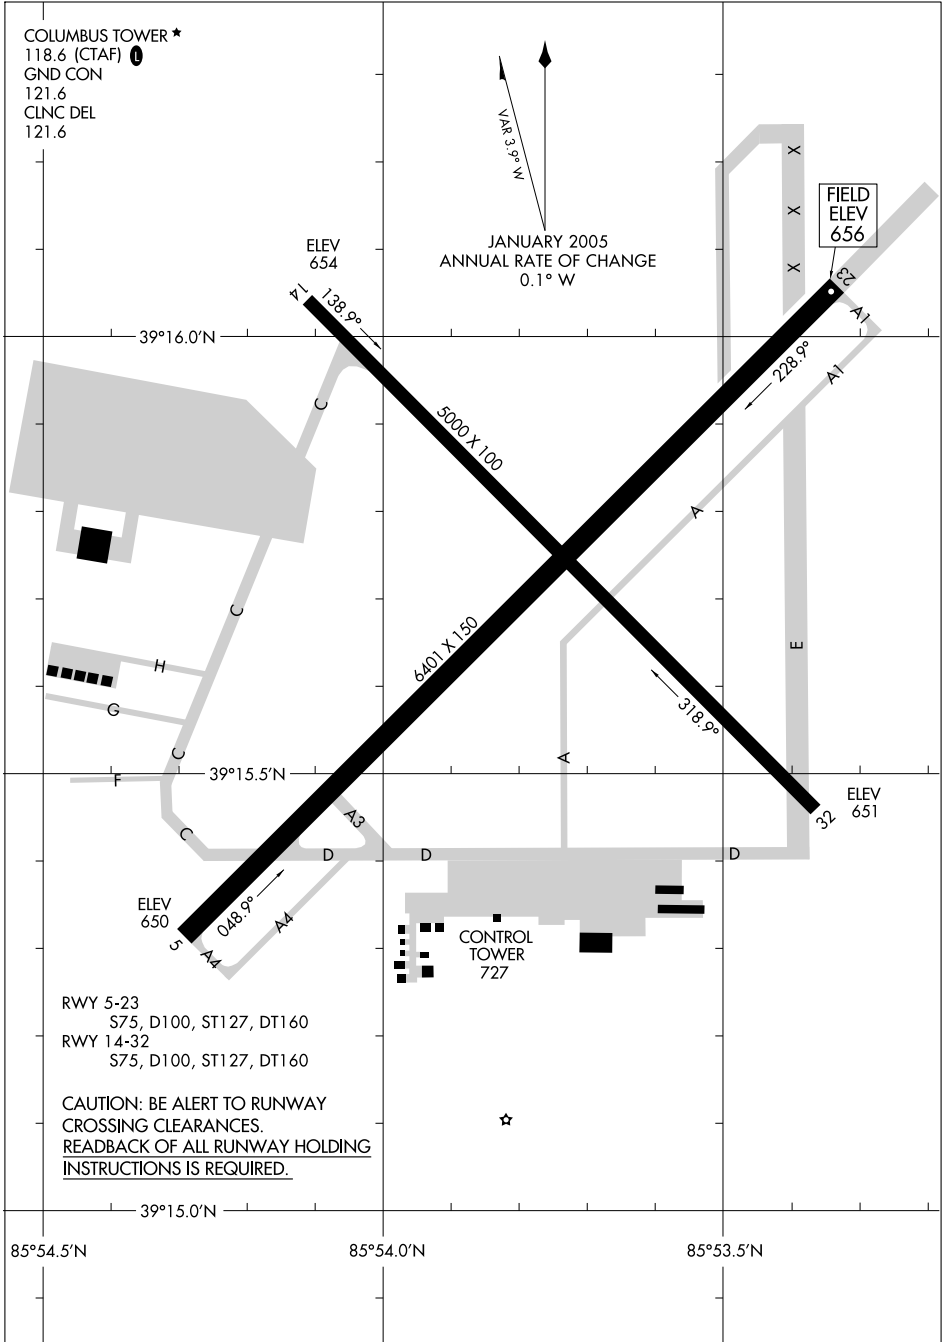 COLUMBUS TOWER ★
118.6 (CTAF) L
GND CON
121.6
CLNC DEL
121.6
VAR 3.9° W
JANUARY 2005
ANNUAL RATE OF CHANGE
0.1° W
X
X
X
FIELD
ELEV
656
23
A1
A1
228.9°
ELEV
654
14
138.9°
39°16.0'N
C
5000 X 100
A
C
6401 X 150
H
E
G
318.9°
C
A
F
39°15.5'N
ELEV
651
32
C
A3
D
D
D
ELEV
650
5
048.9°
A4
A4
CONTROL
TOWER
727
RWY 5-23
S75, D100, ST127, DT160
RWY 14-32
S75, D100, ST127, DT160
CAUTION: BE ALERT TO RUNWAY
CROSSING CLEARANCES.
READBACK OF ALL RUNWAY HOLDING
INSTRUCTIONS IS REQUIRED.
39°15.0'N
85°54.5'N
85°54.0'N
85°53.5'N